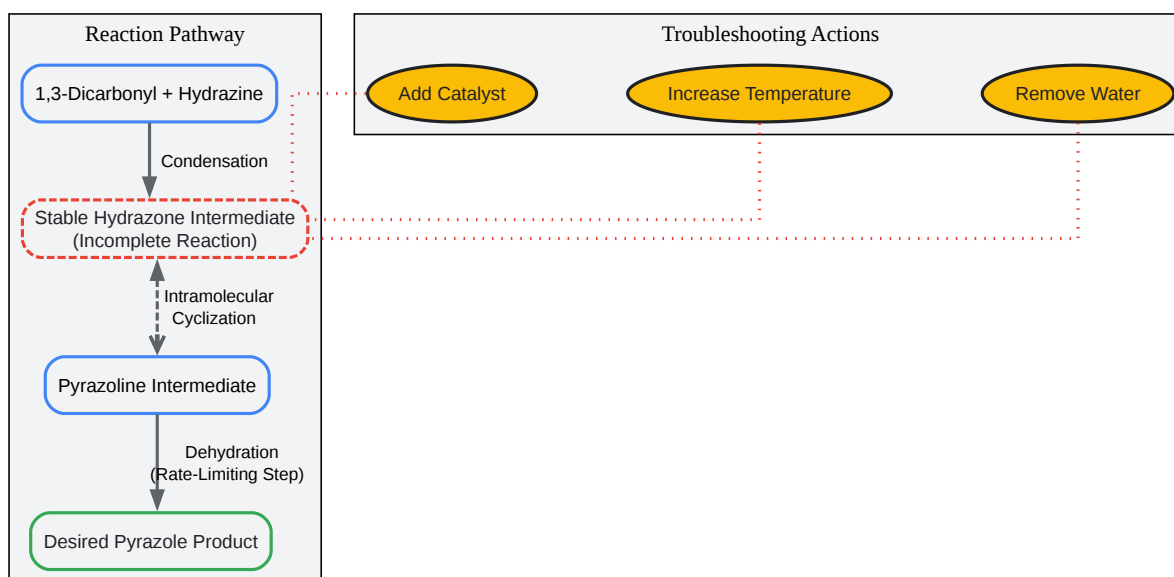 Reaction Pathway
1,3-Dicarbonyl + Hydrazine
Condensation
Stable Hydrazone Intermediate
(Incomplete Reaction)
Intramolecular
Cyclization
Pyrazoline Intermediate
Dehydration
(Rate-Limiting Step)
Desired Pyrazole Product
Troubleshooting Actions
Add Catalyst
Increase Temperature
Remove Water